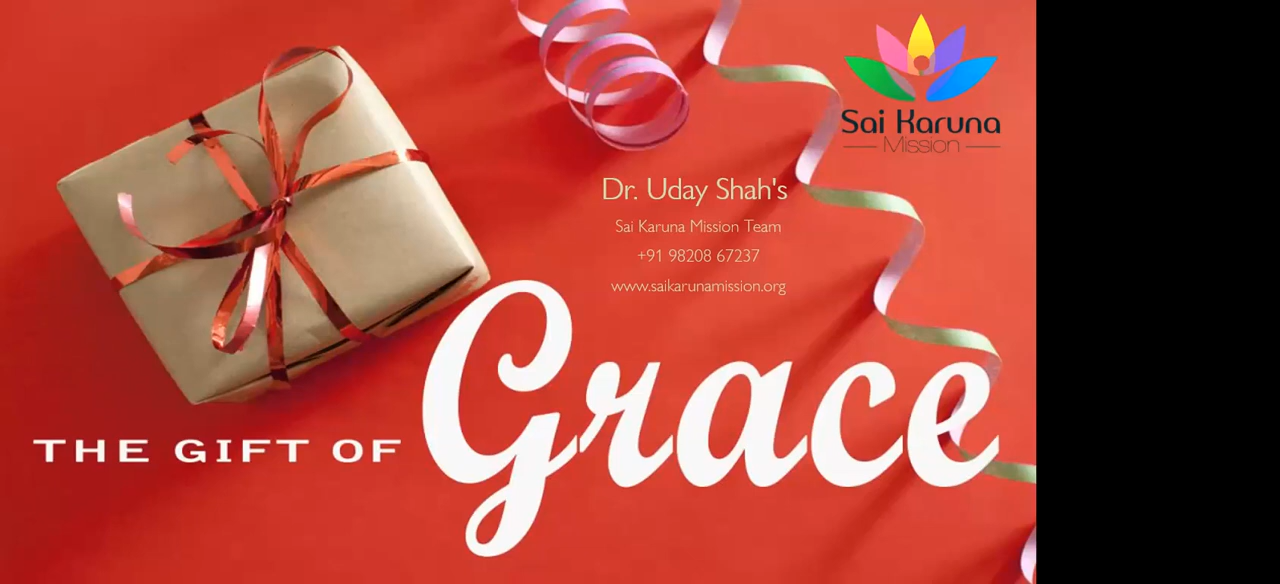 Sai Karuna
Mission
Dr. Uday Shah's
Sai Karuna Mission Team
+91 98208 67237
www.saikarunamission.org
THE GIFT OF Grace